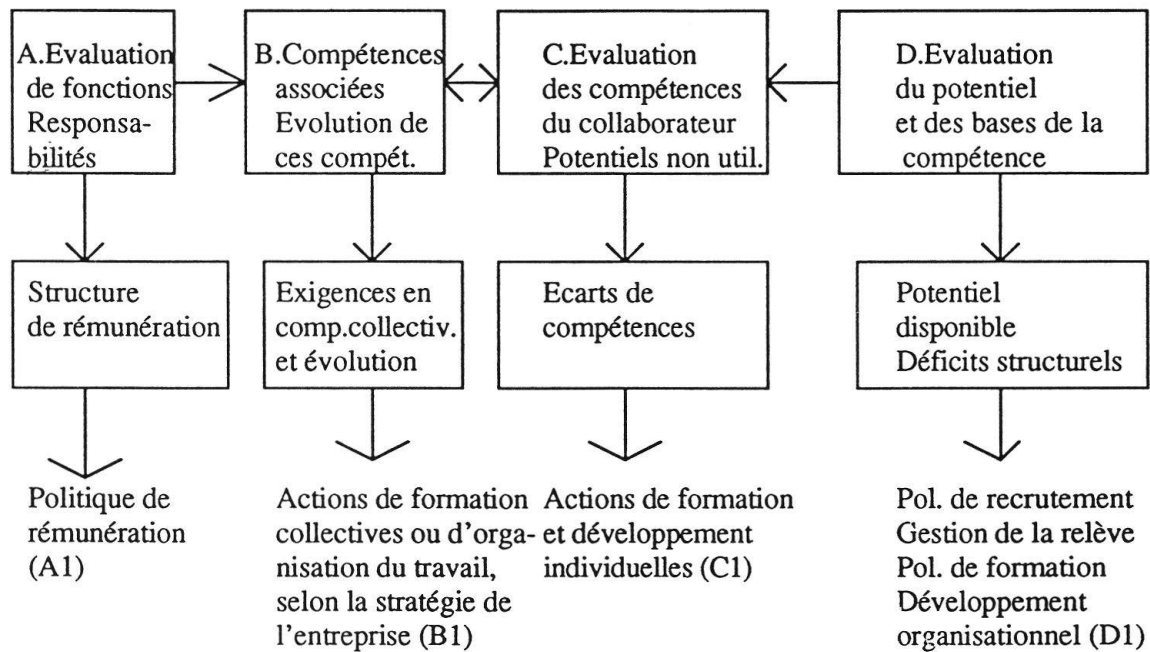 A.Evaluation
de fonctions
Responsa-
bilités
B.Compétences
associées
Evolution de
ces compét.
C.Evaluation
des compétences
du collaborateur
Potentiels non util.
D.Evaluation
du potentiel
et des bases de la
compétence
Structure
de rémunération
Exigences en
comp.collectiv.
et évolution
Ecarts de
compétences
Potentiel
disponible
Déficits structurels
Politique de
rémunération
(A1)
Actions de formation
collectives ou d'orga-
nisation du travail,
selon la stratégie de
l'entreprise (B1)
Actions de formation
et développement
individuelles (C1)
Pol. de recrutement
Gestion de la relève
Pol. de formation
Développement
organisationnel (D1)